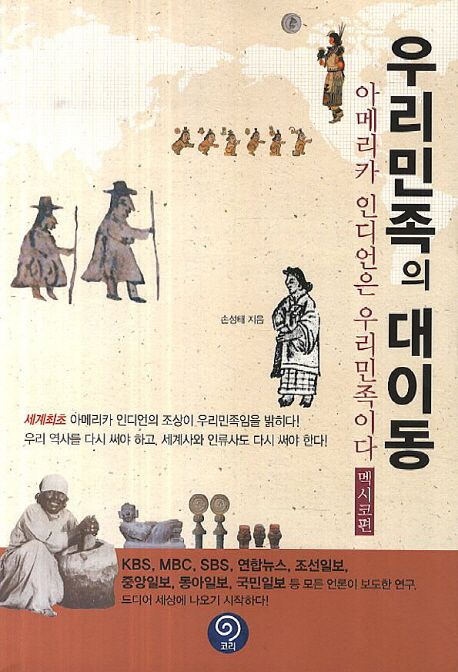 우리민족의 대이동
아메리카 인디언은 우리민족이다
멕시코편
손성태 지음
세계최초 아메리카 인디언의 조상이 우리민족임을 밝히다!
우리 역사를 다시 써야 하고, 세계사와 인류사도 다시 써야 한다!
KBS, MBC, SBS, 연합뉴스, 조선일보,
중앙일보, 동아일보, 국민일보 등 모든 언론이 보도한 연구.
드디어 세상에 나오기 시작하다!
코리